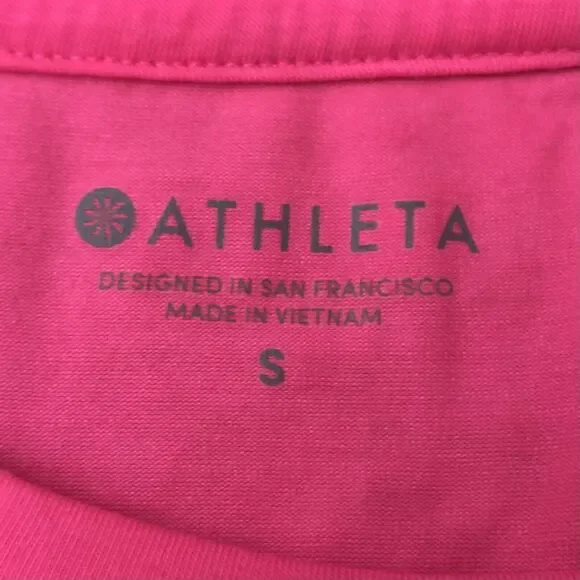 ATHLETA
DESIGNED IN SAN FRANCISCO
MADE IN VIETNAM
S